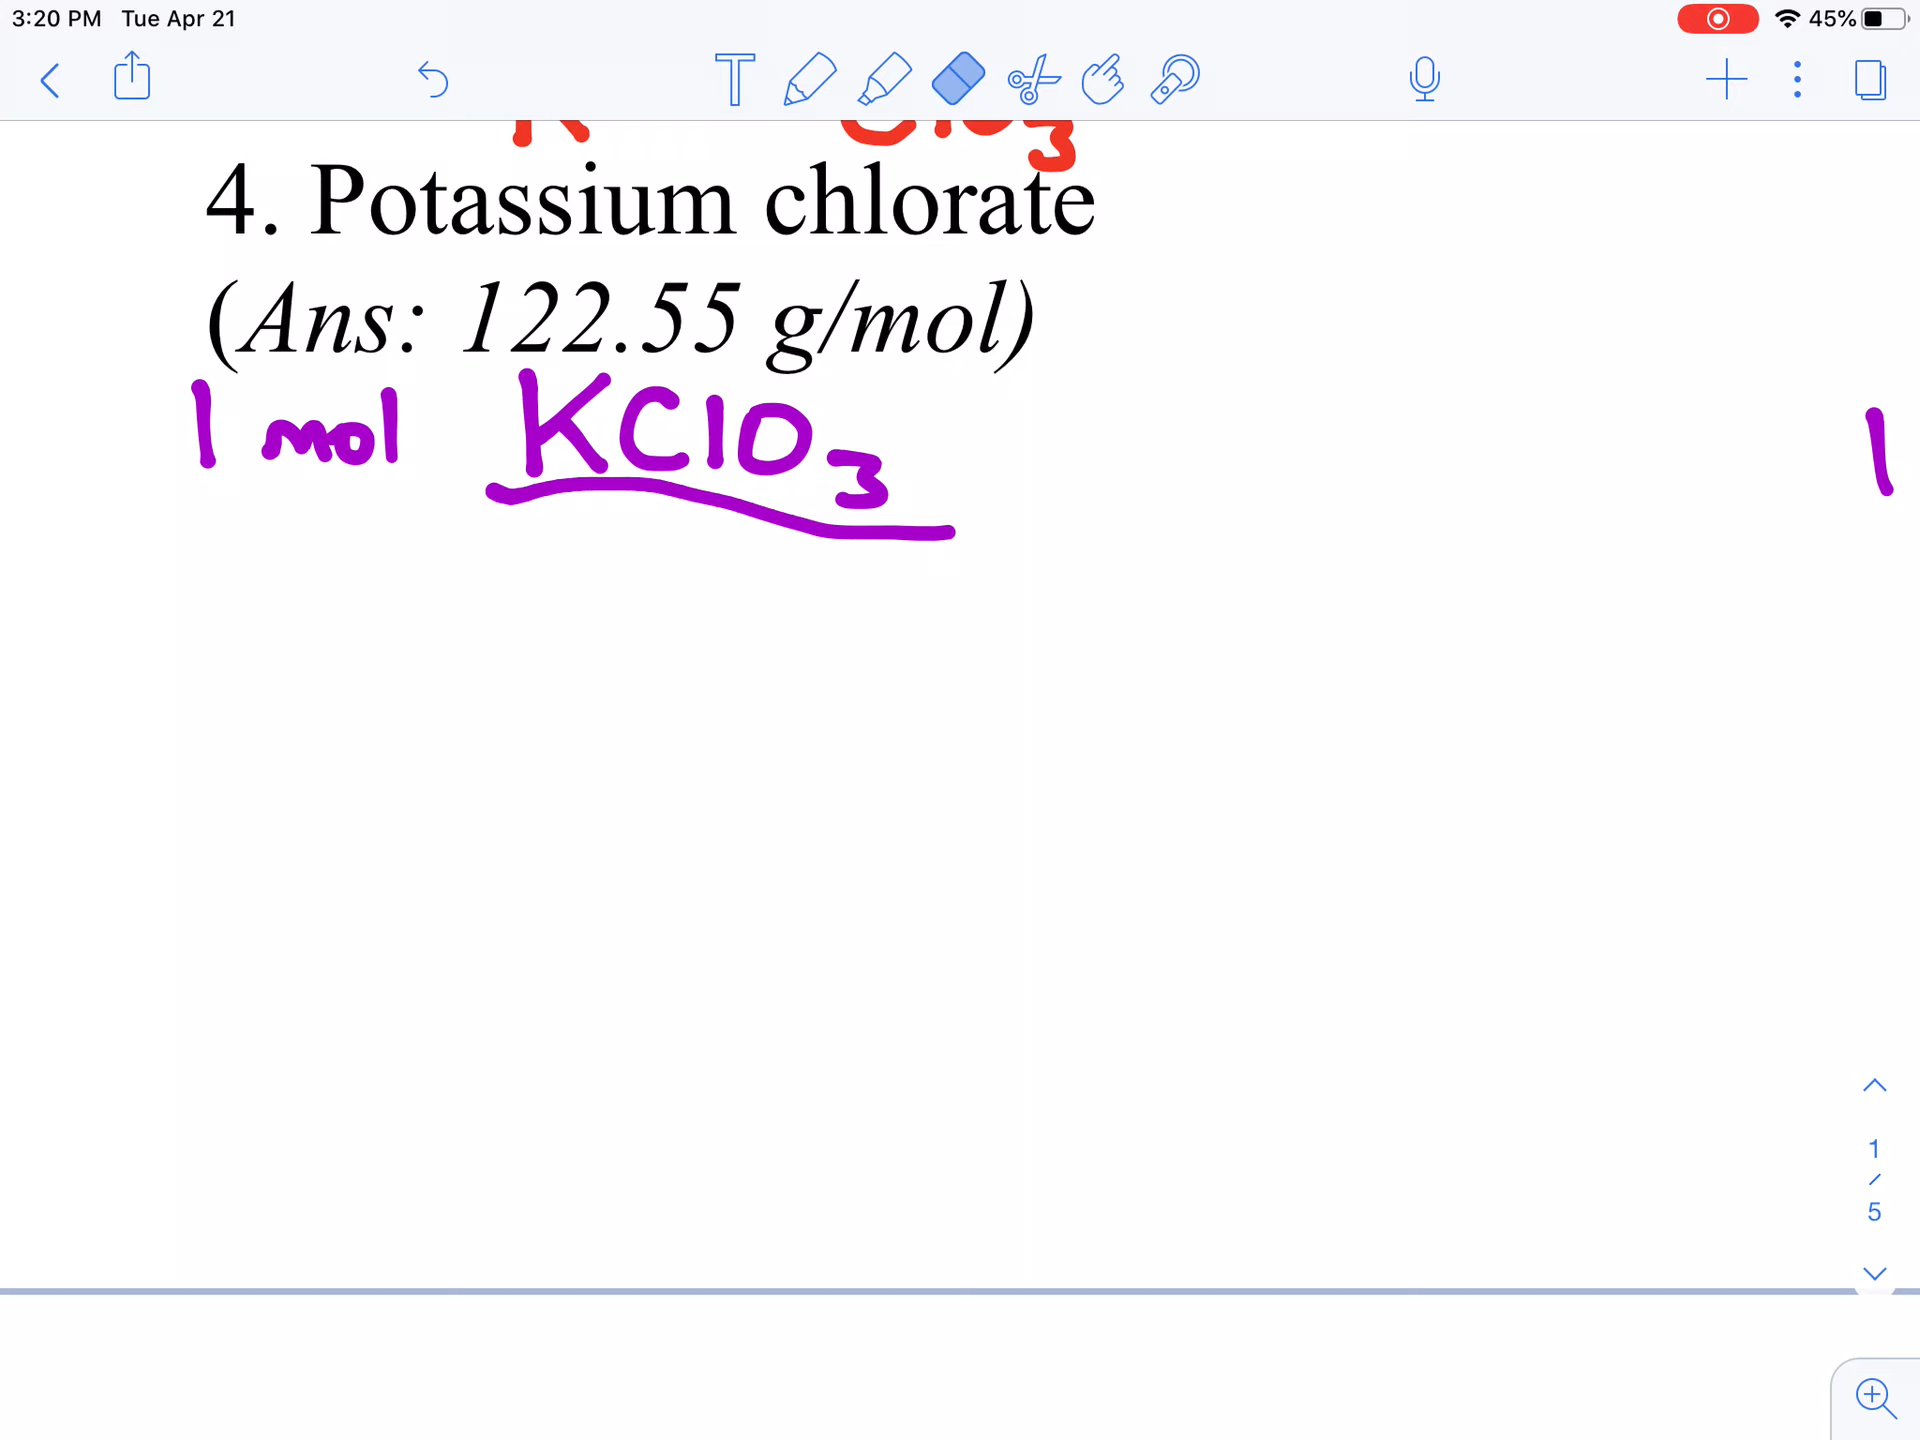 3:20 PM Tue Apr 21 45%
T
K ClO3
4. Potassium chlorate
(Ans: 122.55 g/mol)
1 mol KClO3 1
1
/
5